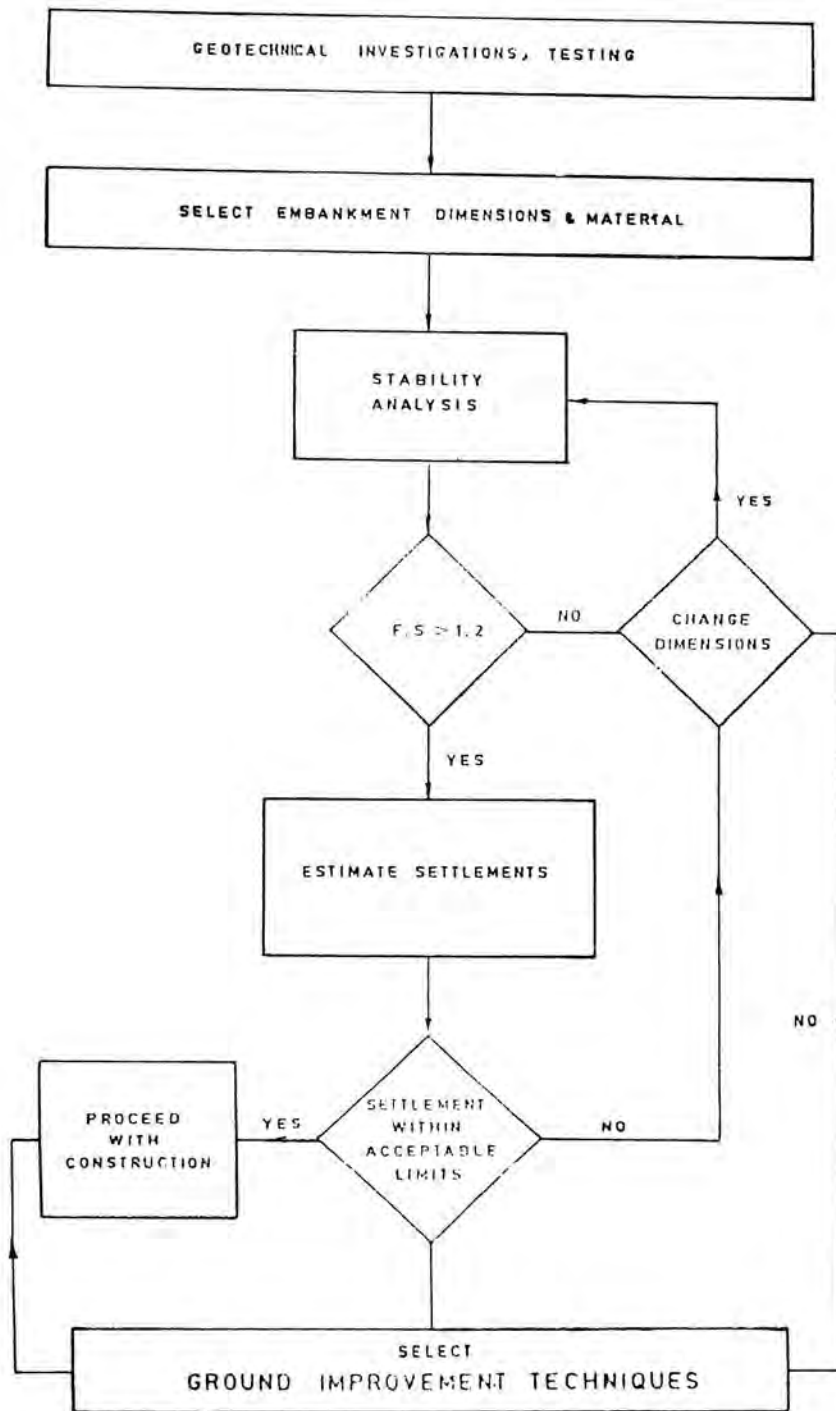 GEOTECHNICAL INVESTIGATIONS, TESTING
SELECT EMBANKMENT DIMENSIONS & MATERIAL
STABILITY
ANALYSIS
YES
F.S > 1.2
NO
CHANGE
DIMENSIONS
YES
ESTIMATE SETTLEMENTS
NO
PROCEED
WITH
CONSTRUCTION
YES
SETTLEMENT
WITHIN
ACCEPTABLE
LIMITS
NO
SELECT
GROUND IMPROVEMENT TECHNIQUES